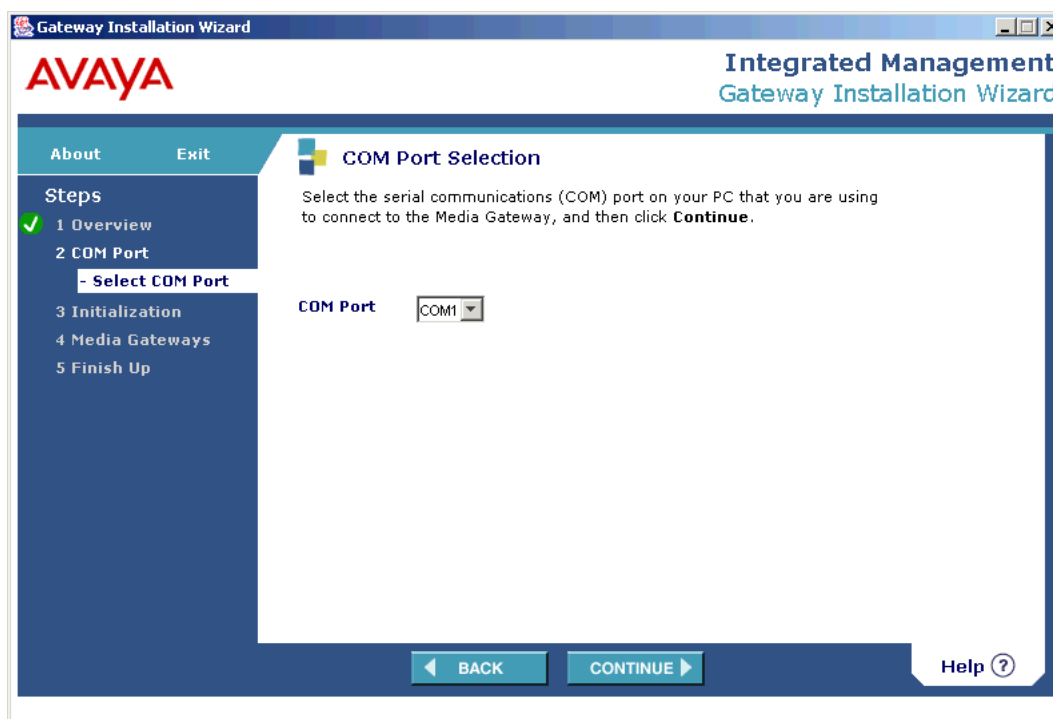 Gateway Installation Wizard
AVAYA
Integrated Management
Gateway Installation Wizard
About Exit
Steps
1 Overview
2 COM Port
- Select COM Port
3 Initialization
4 Media Gateways
5 Finish Up
COM Port Selection
Select the serial communications (COM) port on your PC that you are using
to connect to the Media Gateway, and then click Continue.
COM Port COM1
BACK CONTINUE
Help ?